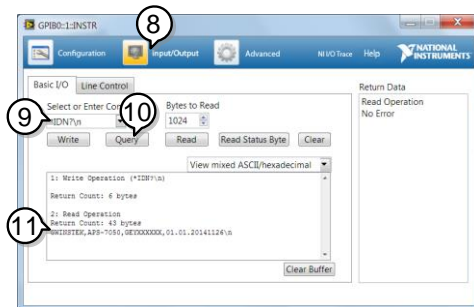 GPIB0::1::INSTR
8
Configuration
Input/Output
Advanced
NI I/O Trace
Help
NATIONAL INSTRUMENTS
Basic I/O
Line Control
Return Data
Select or Enter Co
Bytes to Read
Read Operation
No Error
9
*IDN?\n
10
1024
Write
Query
Read
Read Status Byte
Clear
View mixed ASCII/hexadecimal
1: Write Operation (*IDN?\n)
Return Count: 6 bytes
2: Read Operation
Return Count: 43 bytes
11
GWINSTEK,APS-7050,GEYXXXXXX,01.01.20141126\n
Clear Buffer